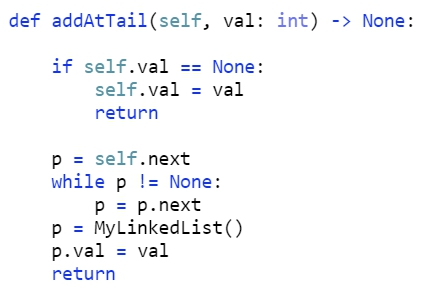 def addAtTail(self, val: int) -> None:
if self.val == None:
self.val = val
return
p = self.next
while p != None:
p = p.next
p = MyLinkedList()
p.val = val
return